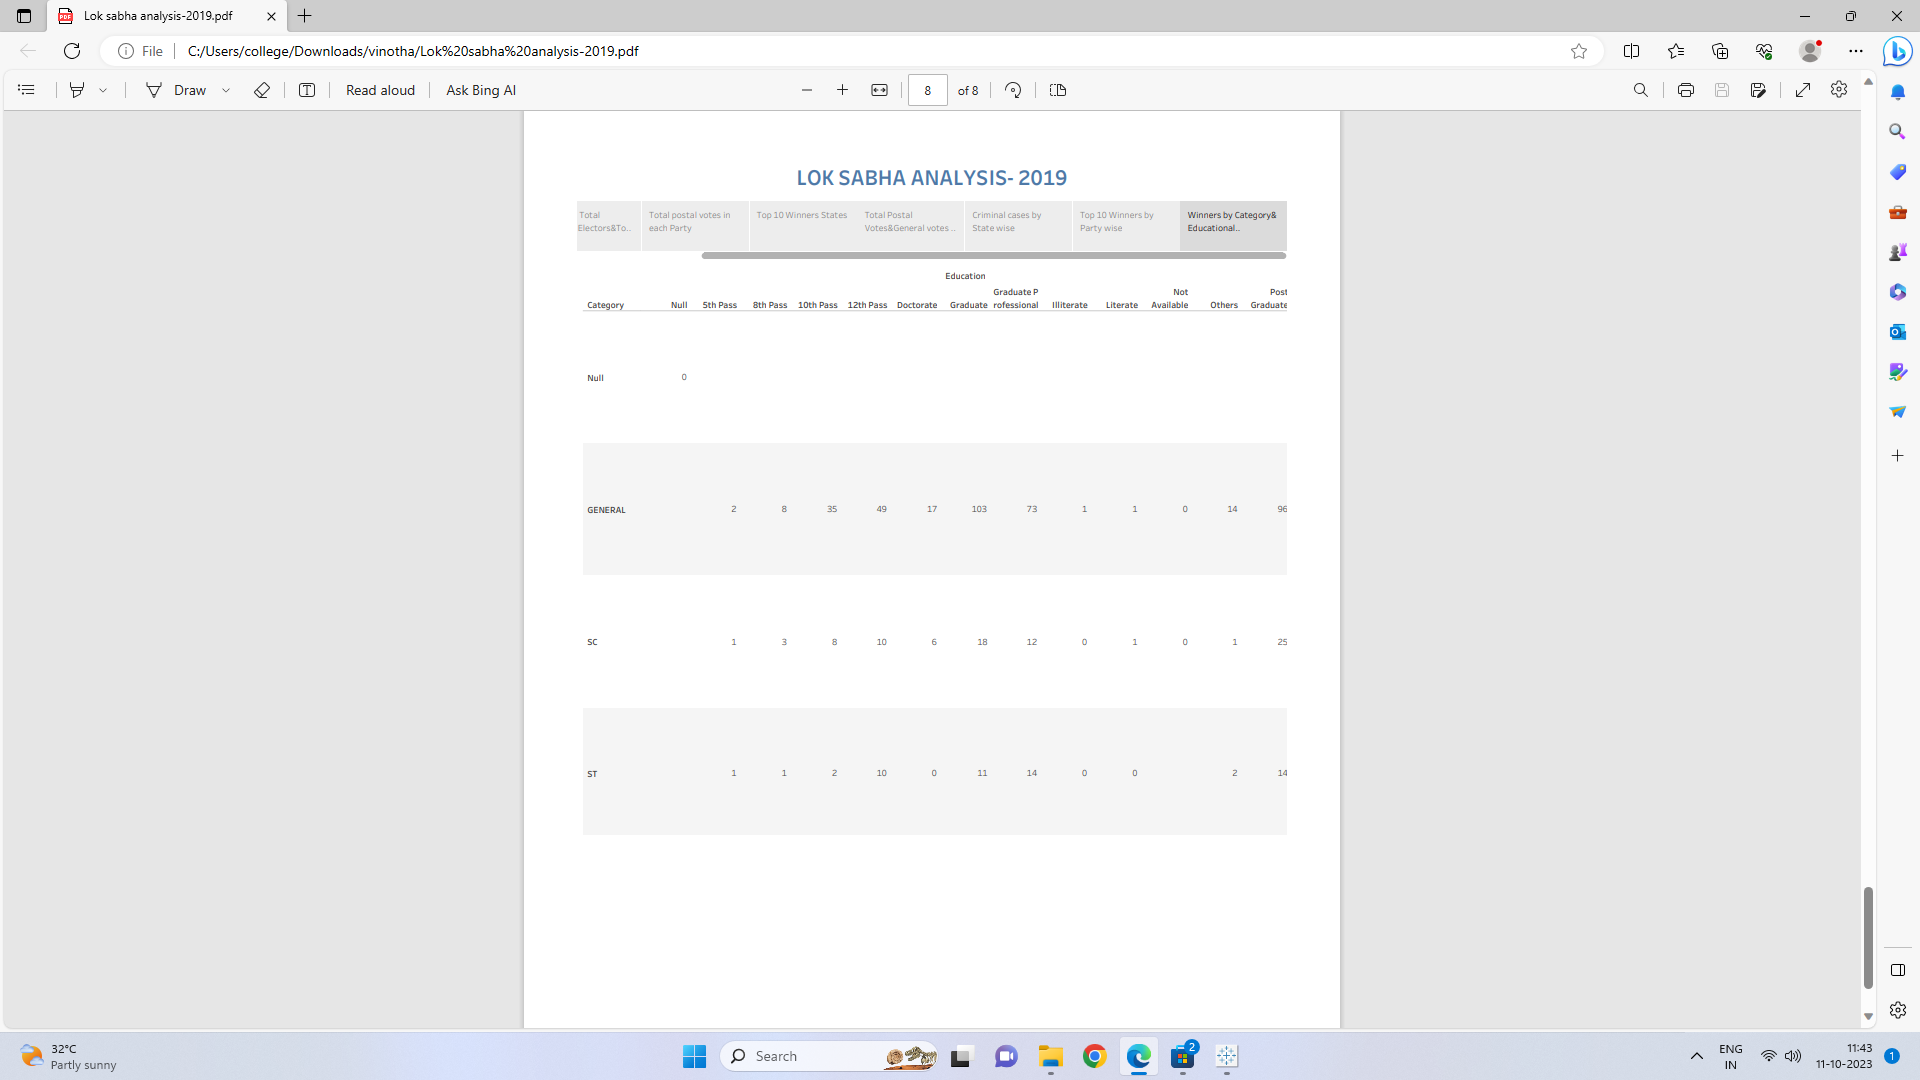 Lok sabha analysis-2019.pdf
File
C:/Users/college/Downloads/vinotha/Lok%20sabha%20analysis-2019.pdf
Draw
Read aloud
Ask Bing AI
8 of 8
LOK SABHA ANALYSIS- 2019
Total Electors&To..
Total postal votes in each Party
Top 10 Winners States
Total Postal Votes&General votes ..
Criminal cases by State wise
Top 10 Winners by Party wise
Winners by Category& Educational..
Education
Category Null 5th Pass 8th Pass 10th Pass 12th Pass Doctorate Graduate Graduate P rofessional Illiterate Literate Not Available Others Post Graduate
Null 0
GENERAL 2 8 35 49 17 103 73 1 1 0 14 96
SC 1 3 8 10 6 18 12 0 1 0 1 25
ST 1 1 2 10 0 11 14 0 0 2 14
32°C
Partly sunny
Search
2
ENG
IN
11:43
11-10-2023
1